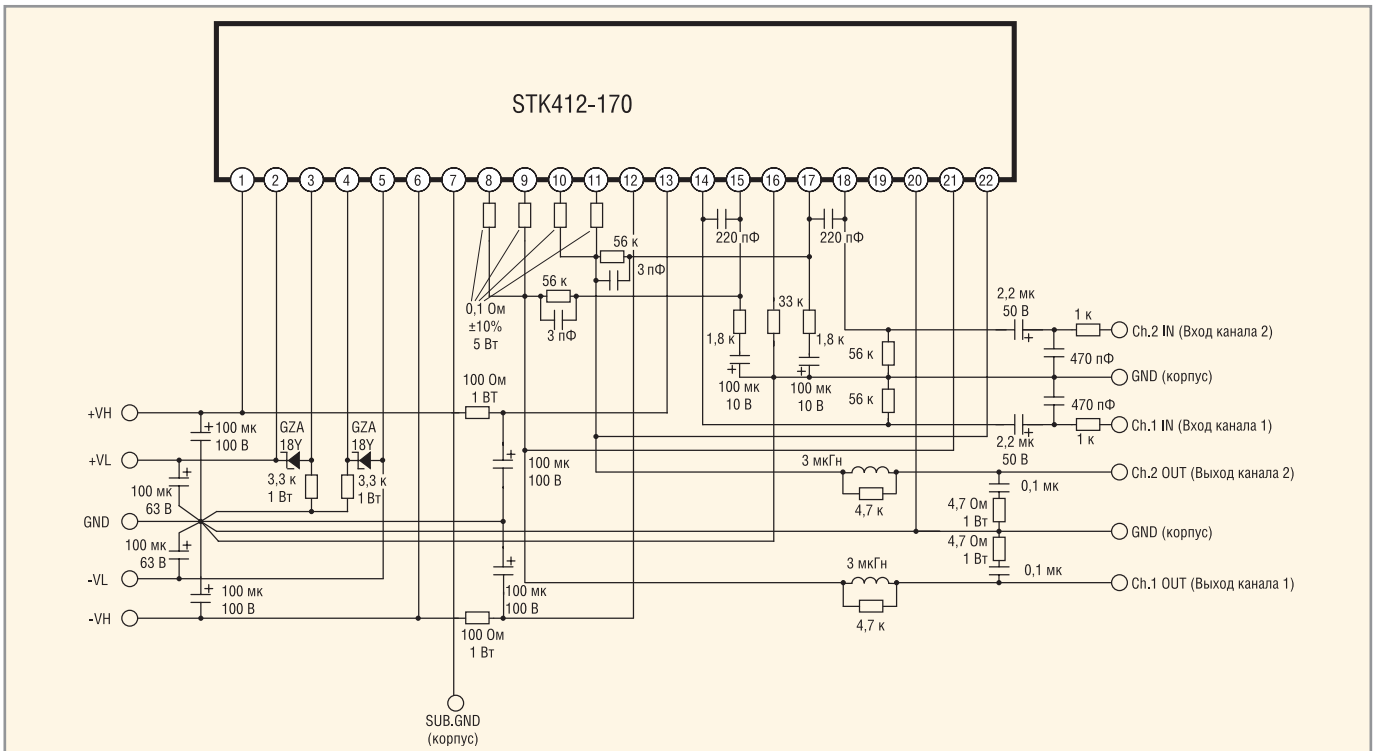 STK412-170
1 2 3 4 5 6 7 8 9 10 11 12 13 14 15 16 17 18 19 20 21 22
220 пФ
220 пФ
56 к
3 пФ
56 к
3 пФ
0,1 Ом
±10%
5 Вт
33 к
1,8 к
1,8 к
100 мк
10 В
100 мк
10 В
2,2 мк
50 В
1 к
Ch.2 IN (Вход канала 2)
56 к
470 пФ
GND (корпус)
56 к
470 пФ
2,2 мк
50 В
1 к
Ch.1 IN (Вход канала 1)
100 Ом
1 ВТ
+VH
100 мк
100 В
GZA
18Y
GZA
18Y
+VL
3,3 к
1 Вт
3,3 к
1 Вт
100 мк
63 В
100 мк
100 В
3 мкГн
4,7 к
Ch.2 OUT (Выход канала 2)
0,1 мк
4,7 Ом
1 Вт
GND
GND (корпус)
4,7 Ом
1 Вт
100 мк
63 В
-VL
100 мк
100 В
3 мкГн
4,7 к
0,1 мк
Ch.1 OUT (Выход канала 1)
100 мк
100 В
-VH
100 Ом
1 Вт
SUB.GND
(корпус)